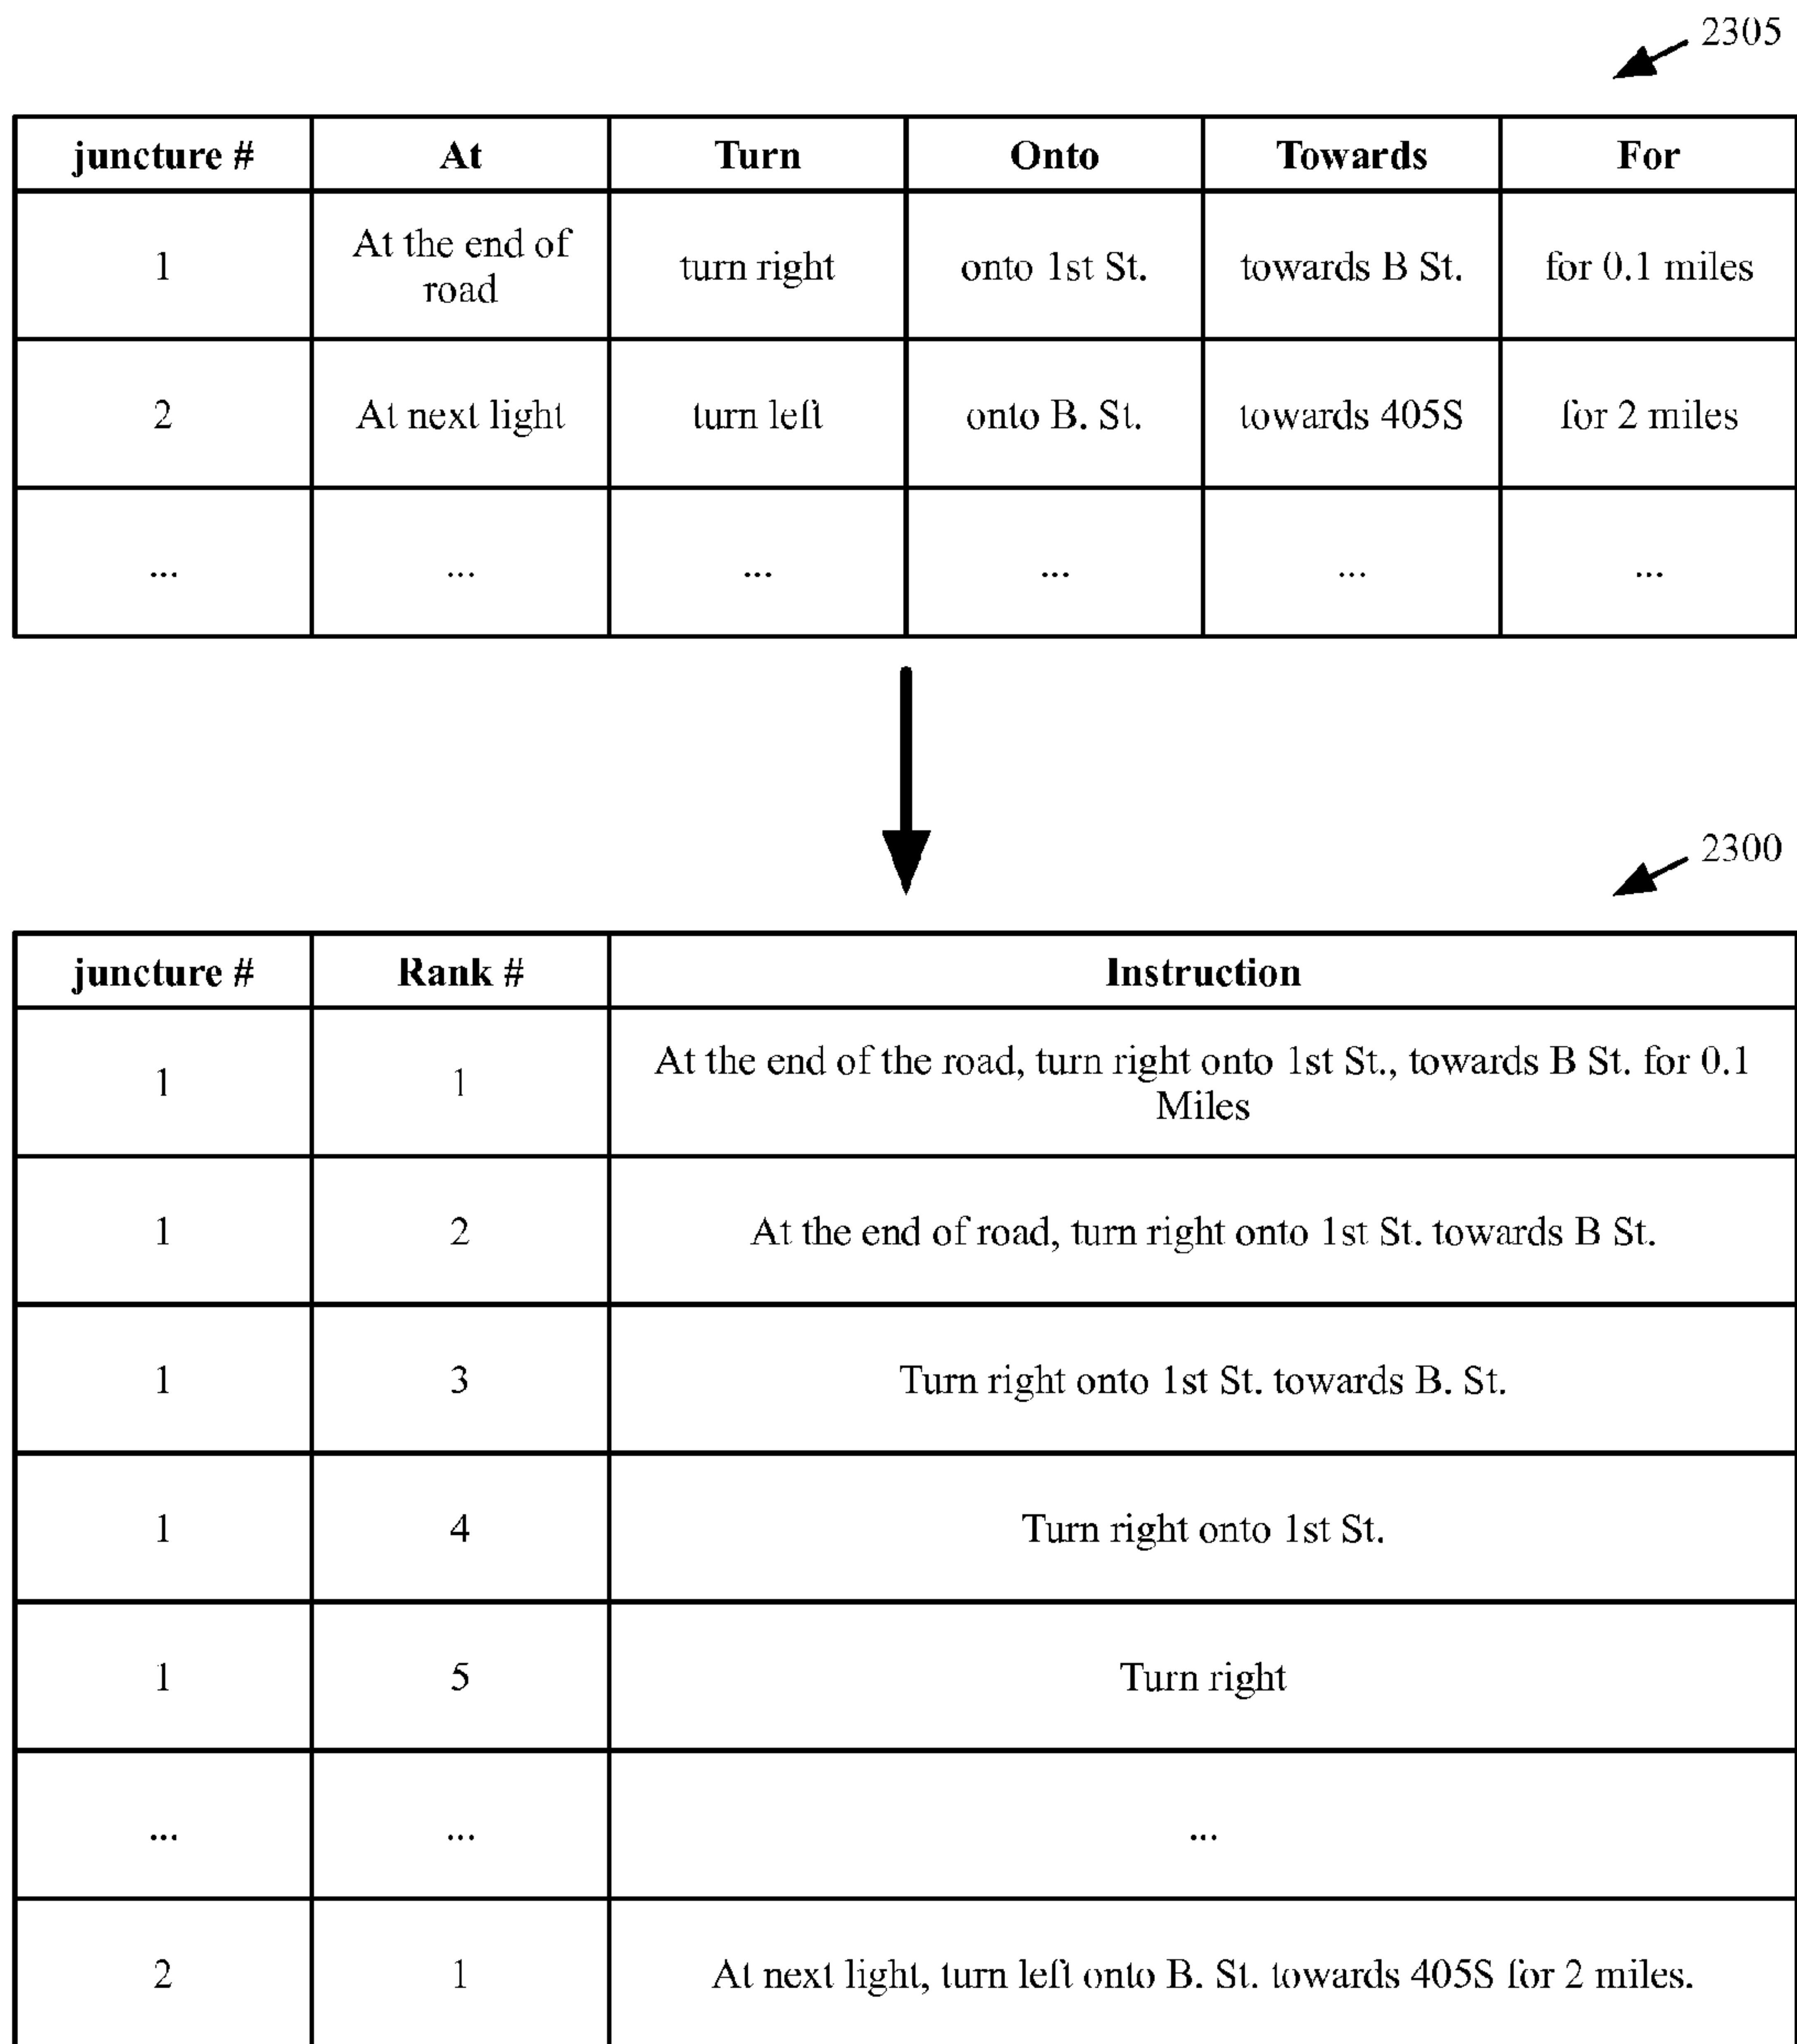 2305
juncture # At Turn Onto Towards For
1 At the end of road turn right onto 1st St. towards B St. for 0.1 miles
2 At next light turn left onto B. St. towards 405S for 2 miles
... ... ... ... ... ...
2300
juncture # Rank # Instruction
1 1 At the end of the road, turn right onto 1st St., towards B St. for 0.1
Miles
1 2 At the end of road, turn right onto 1st St. towards B St.
1 3 Turn right onto 1st St. towards B. St.
1 4 Turn right onto 1st St.
1 5 Turn right
... ... ...
2 1 At next light, turn left onto B. St. towards 405S for 2 miles.